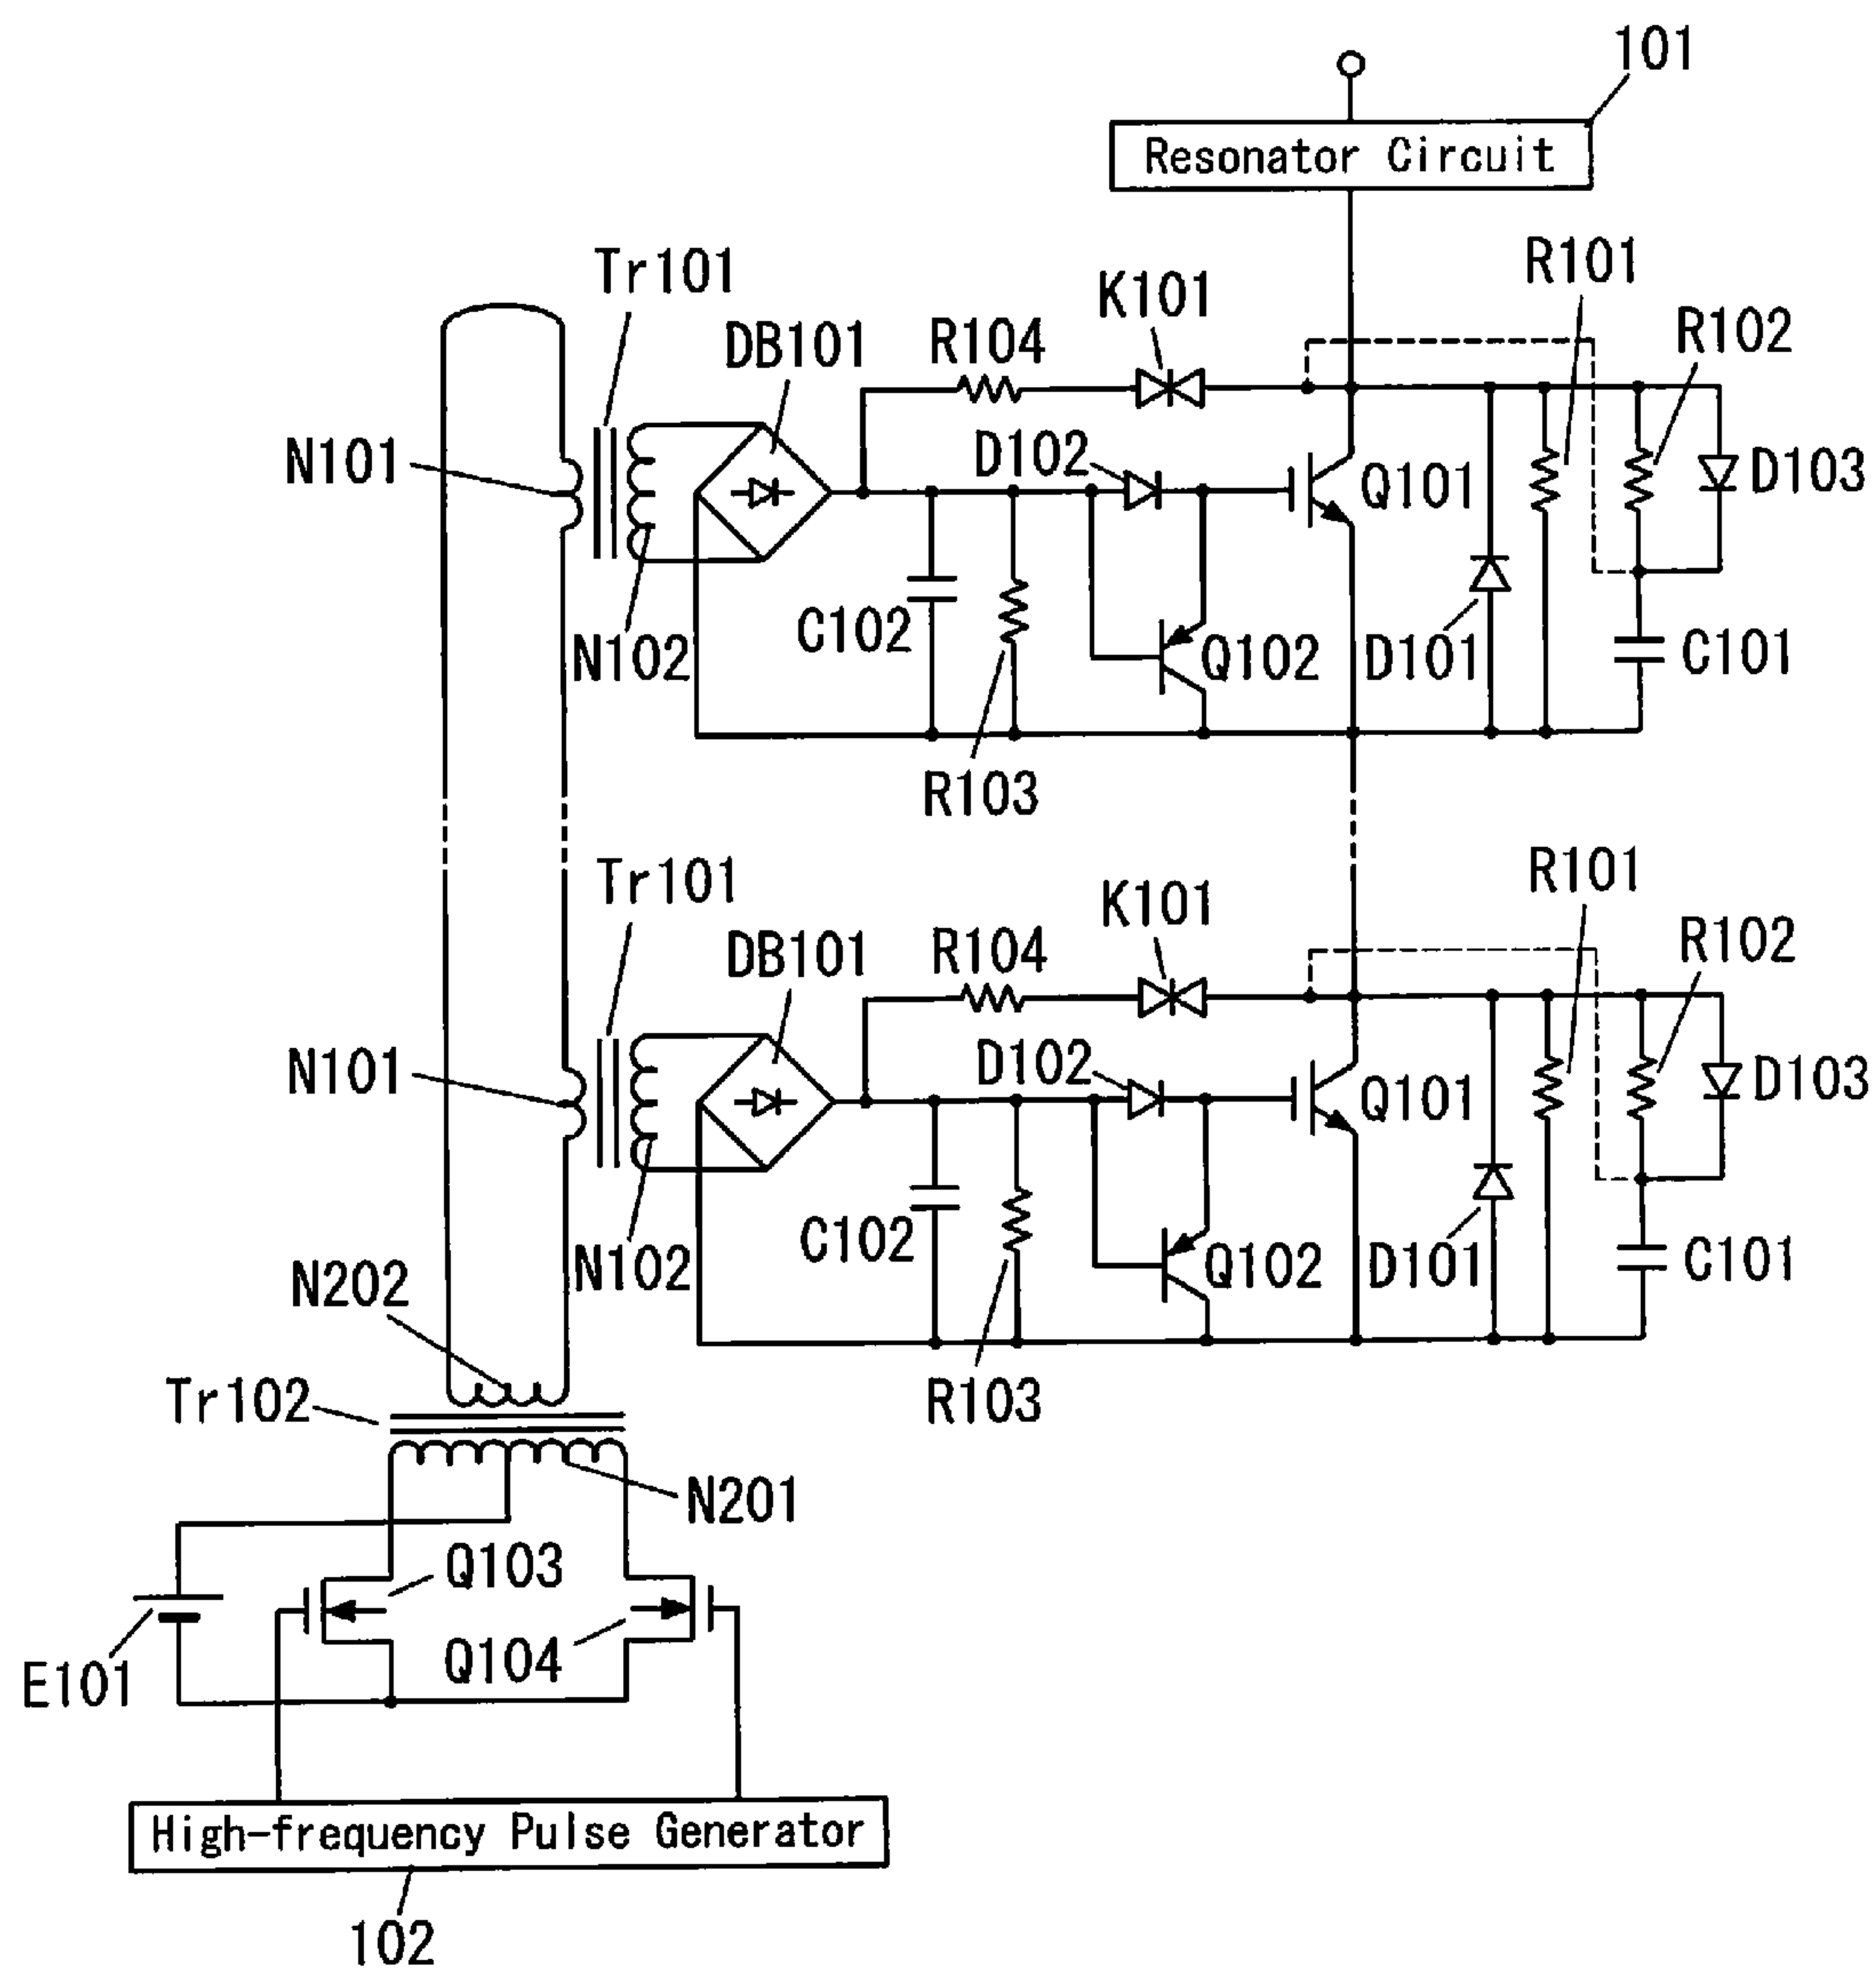 101
Resonator Circuit
Tr101
R101
K101
R102
DB101
R104
N101
D102
Q101
D103
C102
N102
Q102
D101
C101
R103
Tr101
R101
K101
R102
DB101
R104
N101
D102
Q101
D103
C102
N102
Q102
D101
C101
N202
Tr102
R103
N201
Q103
Q104
E101
High-frequency Pulse Generator
102